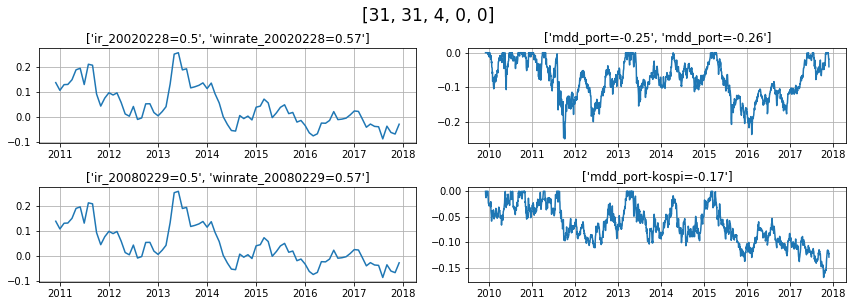 [31, 31, 4, 0, 0]
['ir_20020228=0.5', 'winrate_20020228=0.57']
['mdd_port=-0.25', 'mdd_port=-0.26']
0.2
0.1
0.0
−0.1
2011 2012 2013 2014 2015 2016 2017 2018
0.0
−0.1
−0.2
2010 2011 2012 2013 2014 2015 2016 2017 2018
['ir_20080229=0.5', 'winrate_20080229=0.57']
['mdd_port-kospi=-0.17']
0.2
0.1
0.0
−0.1
2011 2012 2013 2014 2015 2016 2017 2018
0.00
−0.05
−0.10
−0.15
2010 2011 2012 2013 2014 2015 2016 2017 2018